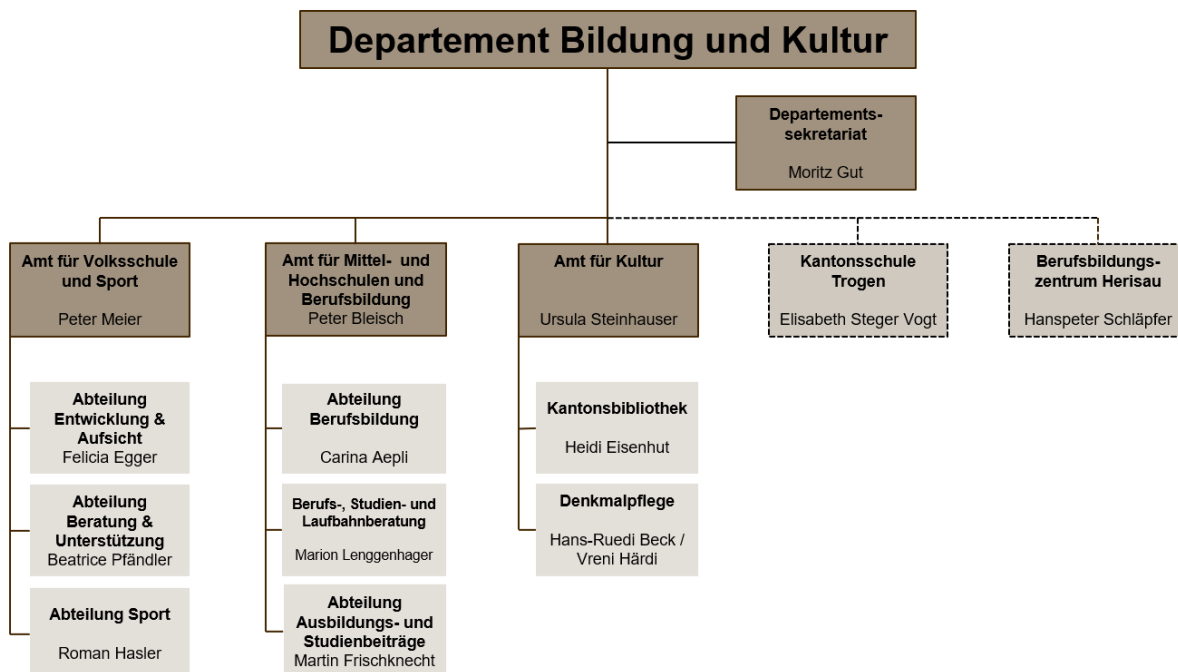 Departement Bildung und Kultur
Departements-
sekretariat
Moritz Gut
Amt für Volksschule
und Sport
Peter Meier
Amt für Mittel- und
Hochschulen und
Berufsbildung
Peter Bleisch
Amt für Kultur
Ursula Steinhauser
Kantonsschule
Trogen
Elisabeth Steger Vogt
Berufsbildungs-
zentrum Herisau
Hanspeter Schläpfer
Abteilung
Entwicklung &
Aufsicht
Felicia Egger
Abteilung
Beratung &
Unterstützung
Beatrice Pfändler
Abteilung Sport
Roman Hasler
Abteilung
Berufsbildung
Carina Aepli
Berufs-, Studien- und
Laufbahnberatung
Marion Lenggenhager
Abteilung
Ausbildungs- und
Studienbeiträge
Martin Frischknecht
Kantonsbibliothek
Heidi Eisenhut
Denkmalpflege
Hans-Ruedi Beck /
Vreni Härdi